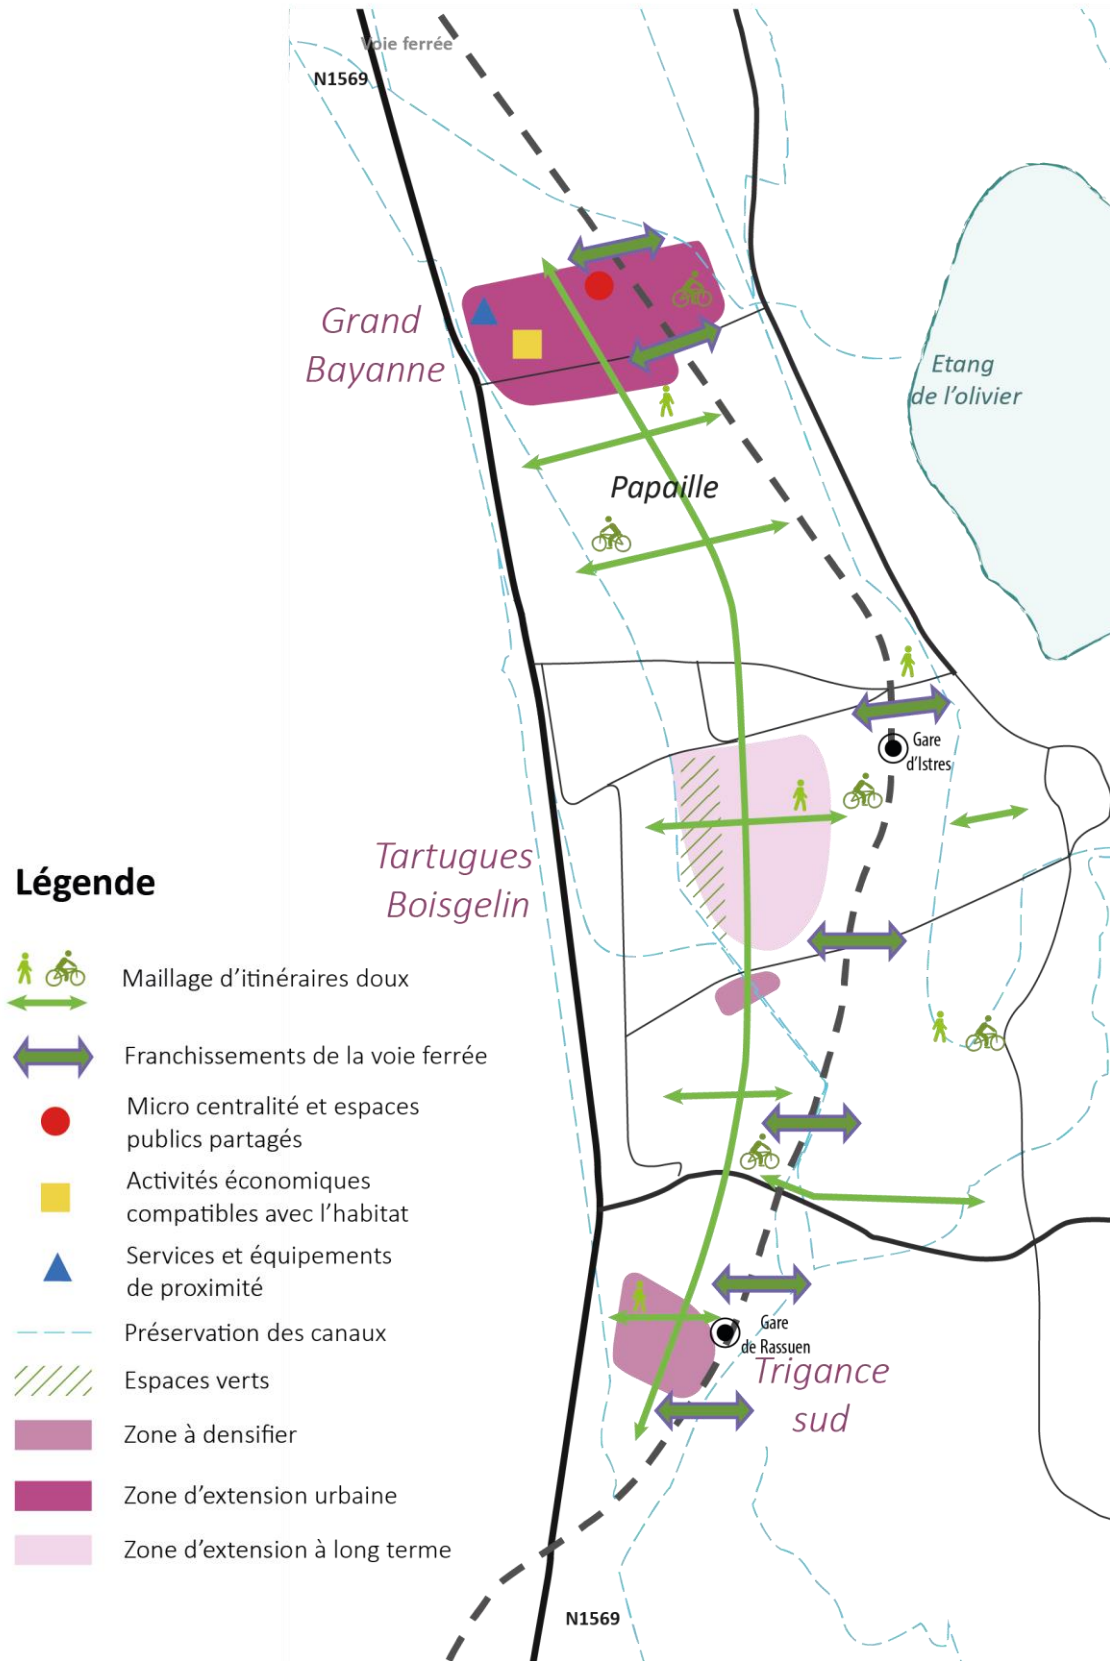 Voie ferrée
N1569
Grand
Bayanne
Etang
de l'olivier
Papaille
Gare
d'Istres
Tartugues
Boisgelin
Légende
Maillage d'itinéraires doux
Franchissements de la voie ferrée
Micro centralité et espaces
publics partagés
Activités économiques
compatibles avec l'habitat
Services et équipements
de proximité
Préservation des canaux
Espaces verts
Zone à densifier
Zone d'extension urbaine
Zone d'extension à long terme
Gare
de Rassuen
Trigance
sud
N1569